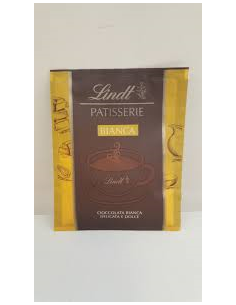 Lindt
PATISSERIE
BIANCA
Lindt
CIOCCOLATA BIANCA
DELICATA E DOLCE